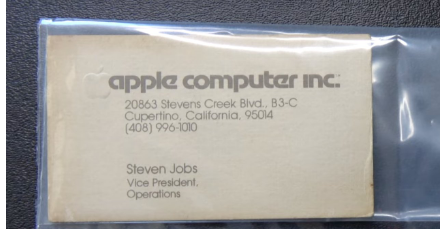 apple computer inc.
20863 Stevens Creek Blvd., B3-C
Cupertino, California, 95014
(408) 996-1010
Steven Jobs
Vice President,
Operations